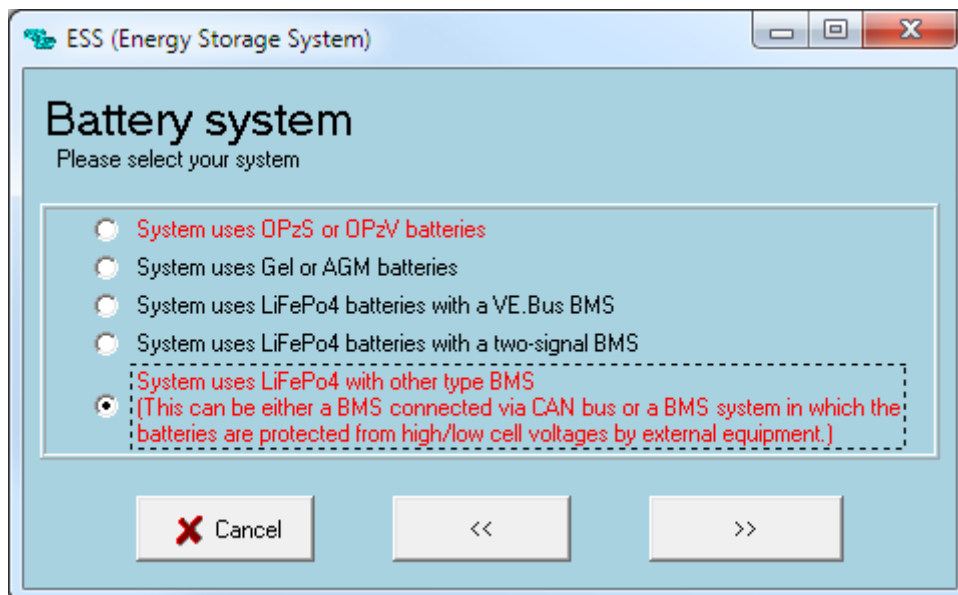 ESS (Energy Storage System)
Battery system
Please select your system
System uses OPzS or OPzV batteries
System uses Gel or AGM batteries
System uses LiFePo4 batteries with a VE.Bus BMS
System uses LiFePo4 batteries with a two-signal BMS
System uses LiFePo4 with other type BMS
(This can be either a BMS connected via CAN bus or a BMS system in which the
batteries are protected from high/low cell voltages by external equipment.)
Cancel
<<
>>